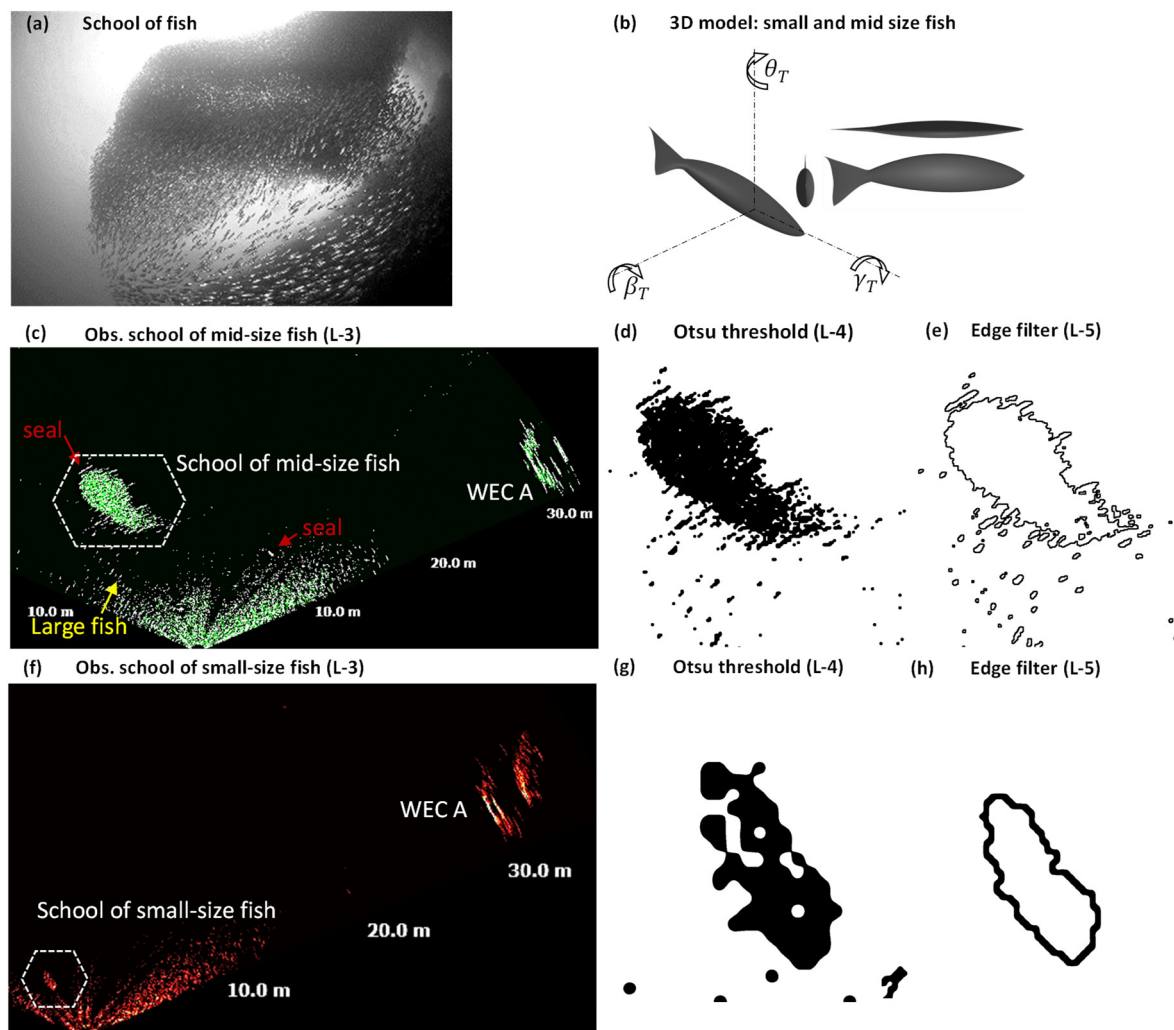 (a) School of fish
(b) 3D model: small and mid size fish
θ_T
β_T
γ_T
(c) Obs. school of mid-size fish (L-3)
(d) Otsu threshold (L-4)
(e) Edge filter (L-5)
seal
School of mid-size fish
WEC A
30.0 m
seal
20.0 m
10.0 m
10.0 m
Large fish
(f) Obs. school of small-size fish (L-3)
(g) Otsu threshold (L-4)
(h) Edge filter (L-5)
WEC A
30.0 m
School of small-size fish
20.0 m
10.0 m